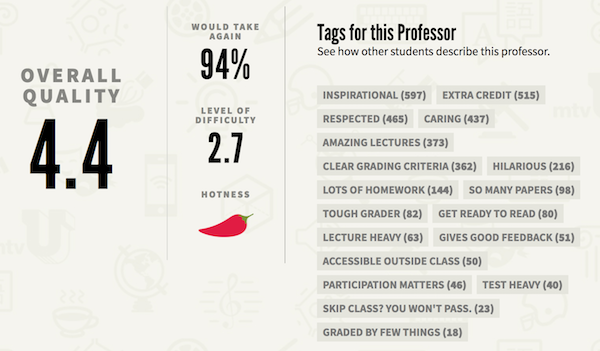 OVERALL
QUALITY
4.4
WOULD TAKE
AGAIN
94%
LEVEL OF
DIFFICULTY
2.7
HOTNESS
Tags for this Professor
See how other students describe this professor.
INSPIRATIONAL (597) EXTRA CREDIT (515)
RESPECTED (465) CARING (437)
AMAZING LECTURES (373)
CLEAR GRADING CRITERIA (362) HILARIOUS (216)
LOTS OF HOMEWORK (144) SO MANY PAPERS (98)
TOUGH GRADER (82) GET READY TO READ (80)
LECTURE HEAVY (63) GIVES GOOD FEEDBACK (51)
ACCESSIBLE OUTSIDE CLASS (50)
PARTICIPATION MATTERS (46) TEST HEAVY (40)
SKIP CLASS? YOU WON'T PASS. (23)
GRADED BY FEW THINGS (18)
mtv
mtv